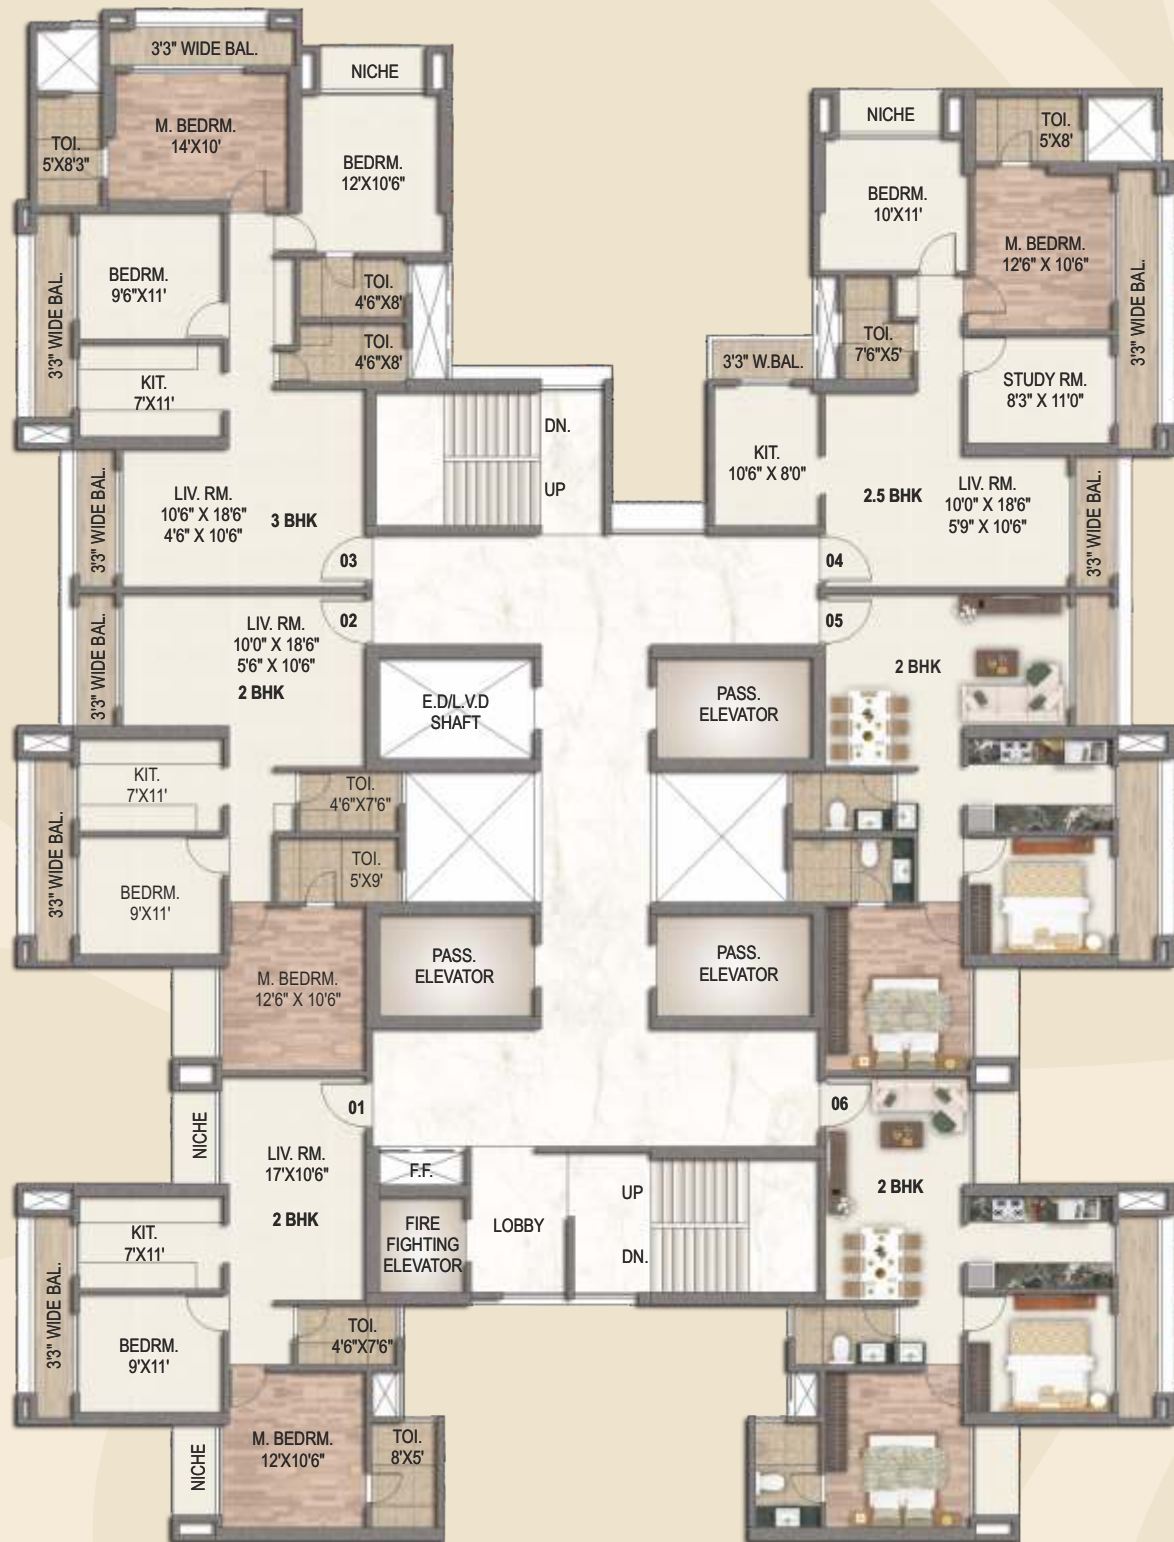 3'3" WIDE BAL.
M. BEDRM.
14'X10'
TOI.
5'X8'3"
NICHE
BEDRM.
12'X10'6"
BEDRM.
9'6"X11'
3'3" WIDE BAL.
TOI.
4'6"X8'
TOI.
4'6"X8'
KIT.
7'X11'
LIV. RM.
10'6" X 18'6"
4'6" X 10'6"
3 BHK
3'3" WIDE BAL.
03
DN.
UP
NICHE
TOI.
5'X8'
BEDRM.
10'X11'
M. BEDRM.
12'6" X 10'6"
3'3" WIDE BAL.
TOI.
7'6"X5'
3'3" W.BAL.
STUDY RM.
8'3" X 11'0"
KIT.
10'6" X 8'0"
2.5 BHK
LIV. RM.
10'0" X 18'6"
5'9" X 10'6"
3'3" WIDE BAL.
04
02
LIV. RM.
10'0" X 18'6"
5'6" X 10'6"
2 BHK
3'3" WIDE BAL.
KIT.
7'X11'
TOI.
4'6"X7'6"
TOI.
5'X9'
3'3" WIDE BAL.
BEDRM.
9'X11'
M. BEDRM.
12'6" X 10'6"
E.D/L.V.D
SHAFT
PASS.
ELEVATOR
PASS.
ELEVATOR
PASS.
ELEVATOR
05
2 BHK
01
NICHE
LIV. RM.
17'X10'6"
2 BHK
KIT.
7'X11'
3'3" WIDE BAL.
BEDRM.
9'X11'
TOI.
4'6"X7'6"
NICHE
M. BEDRM.
12'X10'6"
TOI.
8'X5'
F.F.
FIRE
FIGHTING
ELEVATOR
LOBBY
UP
DN.
06
2 BHK